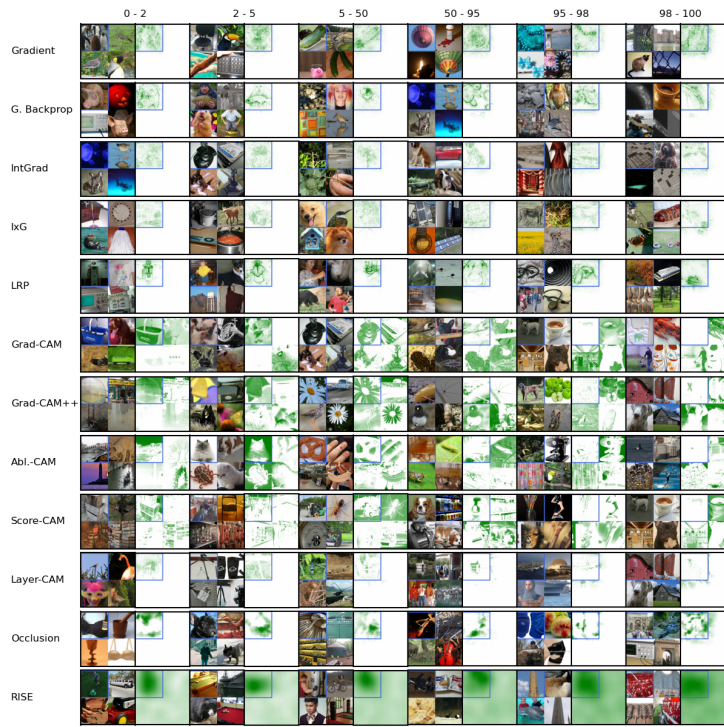 0 - 2 2 - 5 5 - 50 50 - 95 95 - 98 98 - 100
Gradient
G. Backprop
IntGrad
IxG
LRP
Grad-CAM
Grad-CAM++
Abl.-CAM
Score-CAM
Layer-CAM
Occlusion
RISE